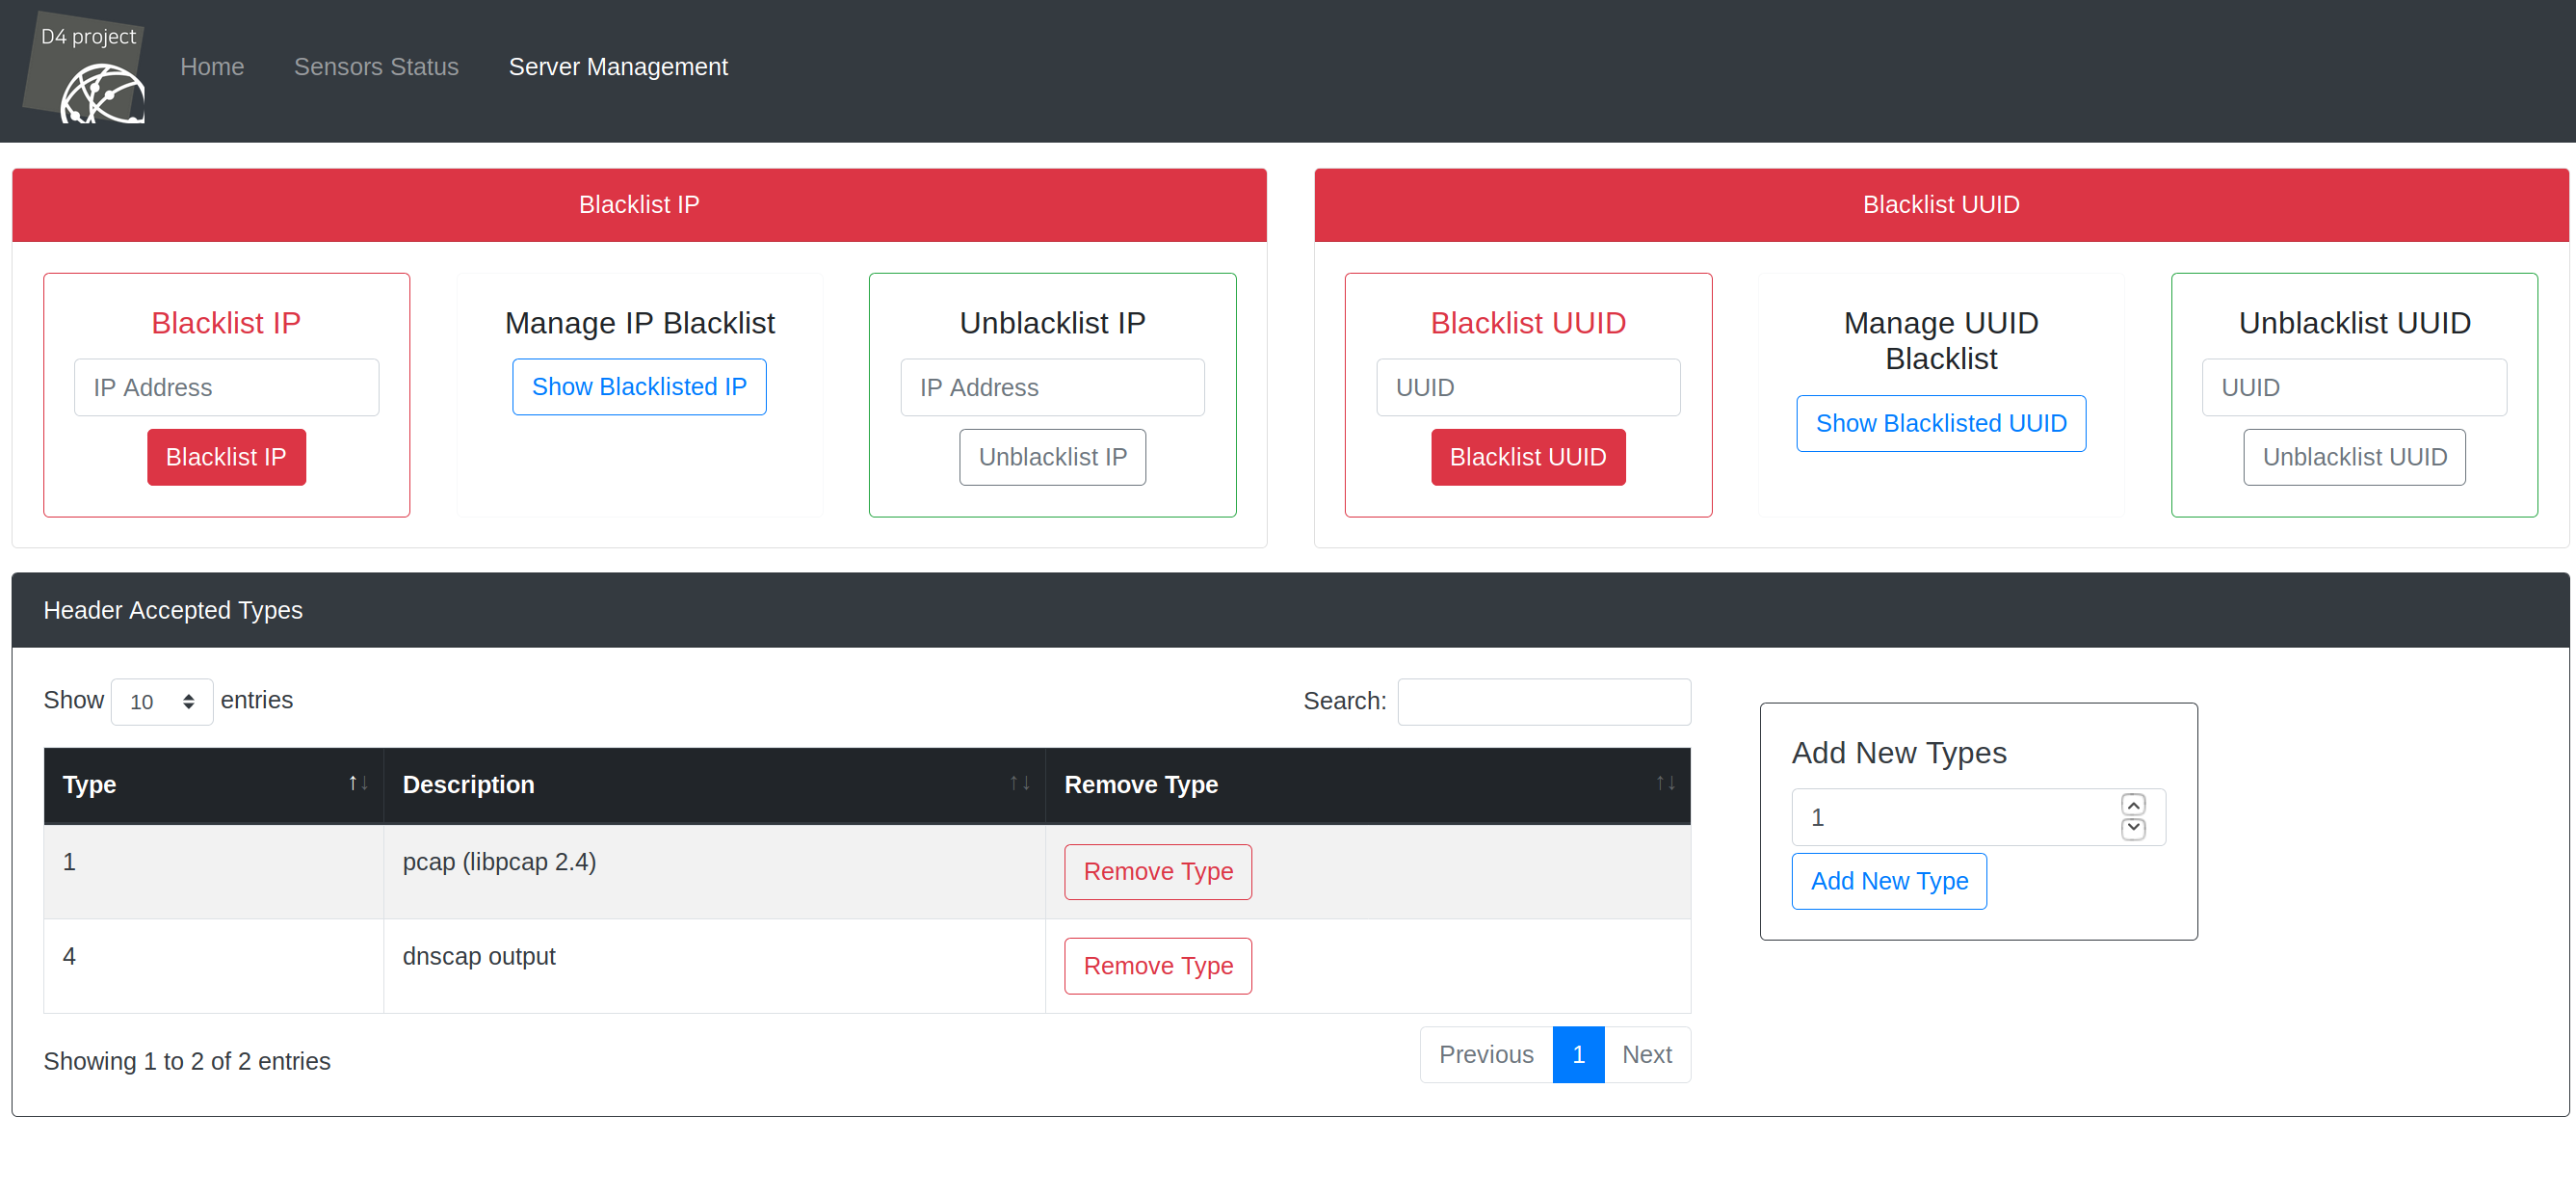 D4 project
Home Sensors Status Server Management
Blacklist IP
Blacklist IP
IP Address
Blacklist IP
Manage IP Blacklist
Show Blacklisted IP
Unblacklist IP
IP Address
Unblacklist IP
Blacklist UUID
Blacklist UUID
UUID
Blacklist UUID
Manage UUID
Blacklist
Show Blacklisted UUID
Unblacklist UUID
UUID
Unblacklist UUID
Header Accepted Types
Show 10 entries
Search:
Type Description Remove Type
1 pcap (libpcap 2.4) Remove Type
4 dnscap output Remove Type
Showing 1 to 2 of 2 entries
Previous 1 Next
Add New Types
1
Add New Type